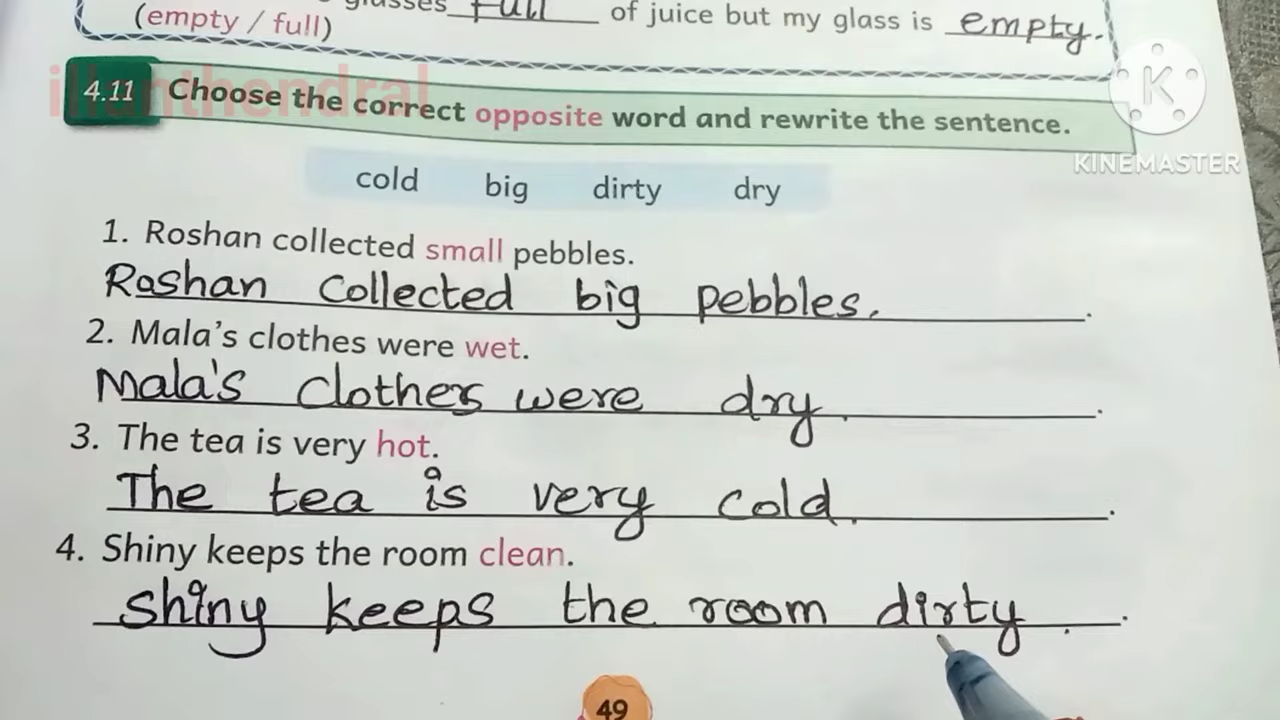 glasses full of juice but my glass is empty.
(empty / full)
illanthendral
4.11 Choose the correct opposite word and rewrite the sentence.
K
KINEMASTER
cold big dirty dry
1. Roshan collected small pebbles.
Roshan collected big pebbles.
2. Mala's clothes were wet.
Mala's clothes were dry.
3. The tea is very hot.
The tea is very cold.
4. Shiny keeps the room clean.
Shiny keeps the room dirty.
49